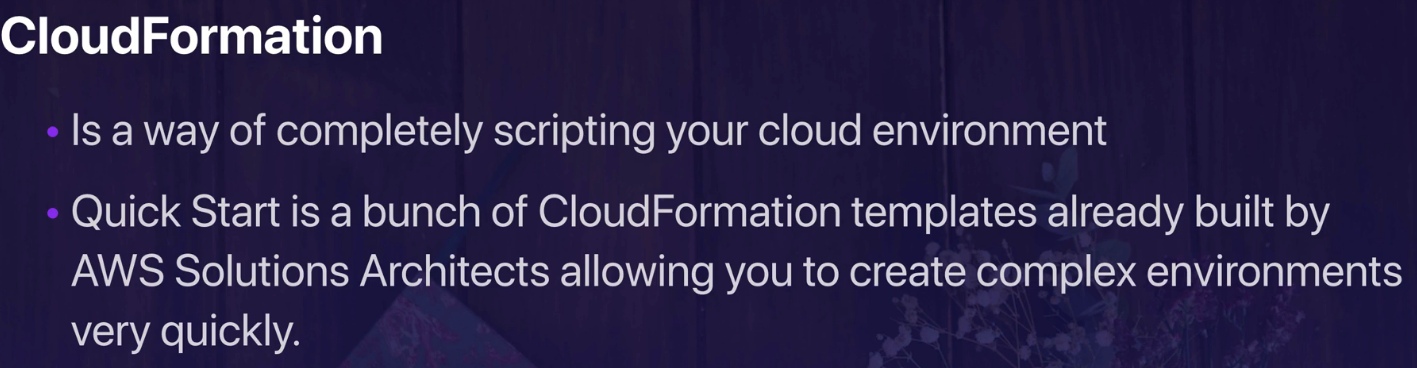 CloudFormation
• Is a way of completely scripting your cloud environment
• Quick Start is a bunch of CloudFormation templates already built by
AWS Solutions Architects allowing you to create complex environments
very quickly.